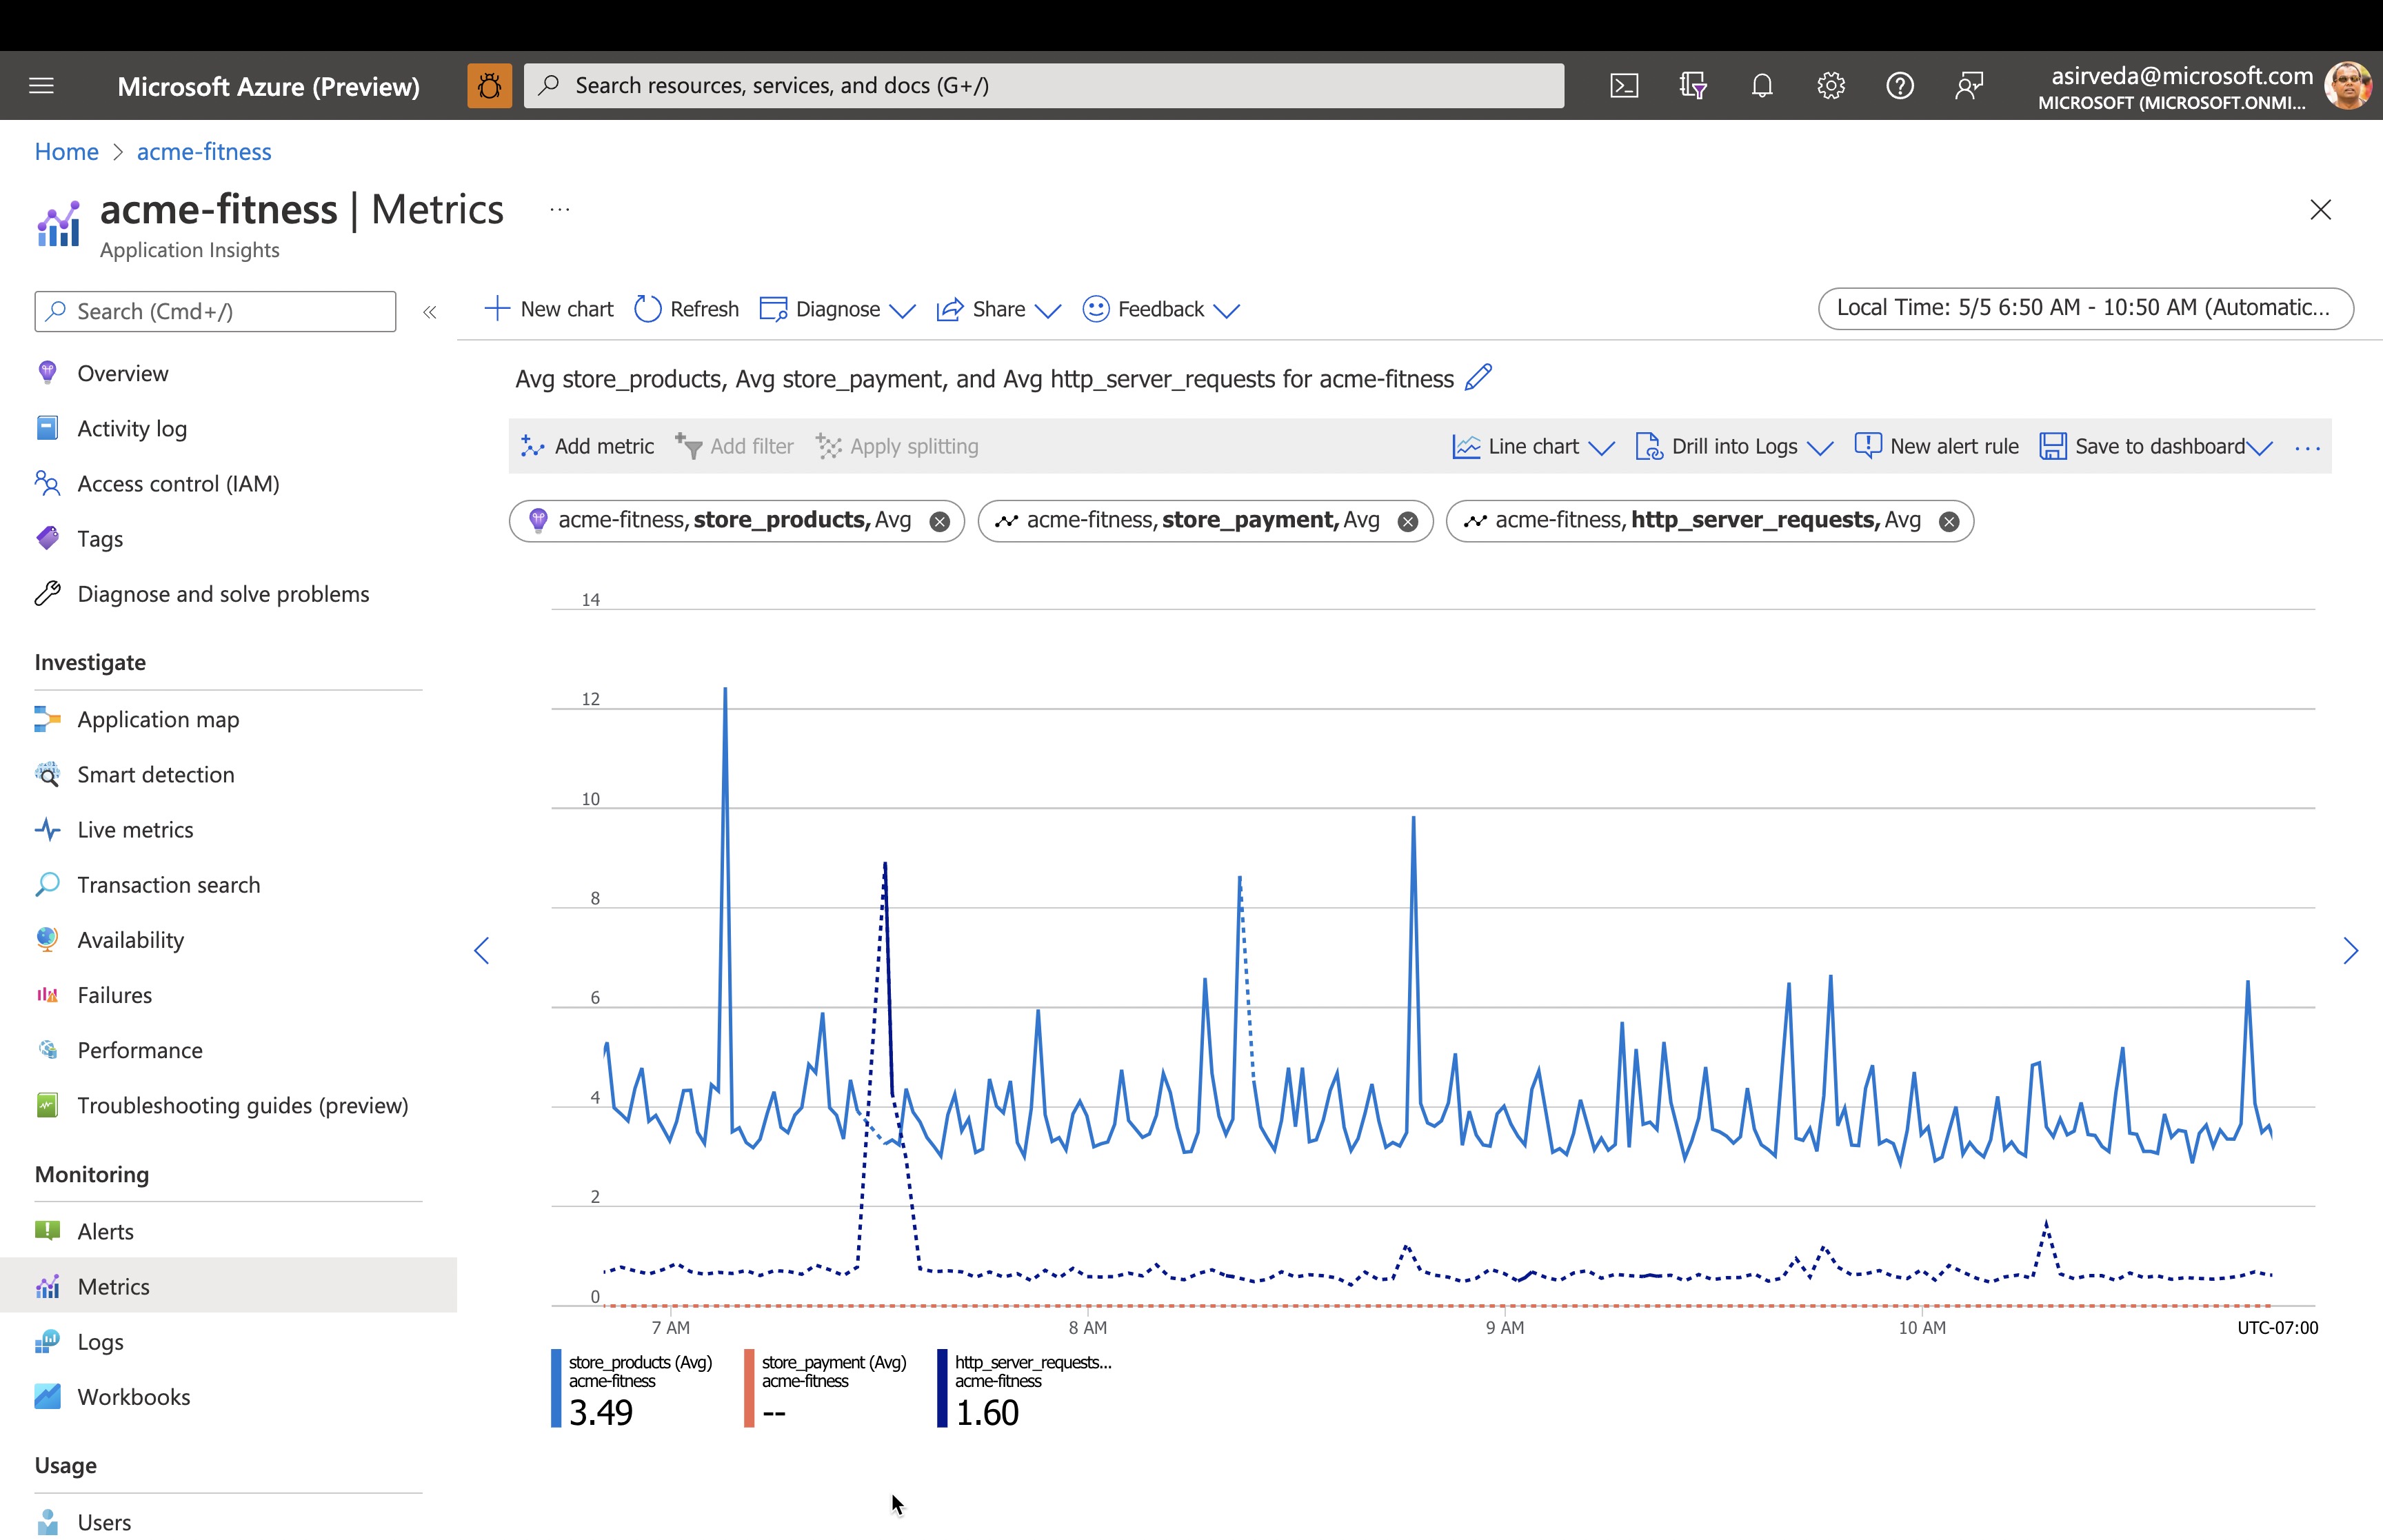 Microsoft Azure (Preview)
Search resources, services, and docs (G+/)
asirveda@microsoft.com
MICROSOFT (MICROSOFT.ONMI...
Home > acme-fitness
acme-fitness | Metrics ...
Application Insights
Search (Cmd+/)
«
New chart Refresh Diagnose Share Feedback
Local Time: 5/5 6:50 AM - 10:50 AM (Automatic...
Overview
Activity log
Access control (IAM)
Tags
Diagnose and solve problems
Investigate
Application map
Smart detection
Live metrics
Transaction search
Availability
Failures
Performance
Troubleshooting guides (preview)
Monitoring
Alerts
Metrics
Logs
Workbooks
Usage
Users
Avg store_products, Avg store_payment, and Avg http_server_requests for acme-fitness
Add metric Add filter Apply splitting Line chart Drill into Logs New alert rule Save to dashboard ...
acme-fitness, store_products, Avg acme-fitness, store_payment, Avg acme-fitness, http_server_requests, Avg
14
12
10
8
6
4
2
0
7 AM 8 AM 9 AM 10 AM UTC-07:00
store_products (Avg)
acme-fitness
3.49
store_payment (Avg)
acme-fitness
--
http_server_requests...
acme-fitness
1.60